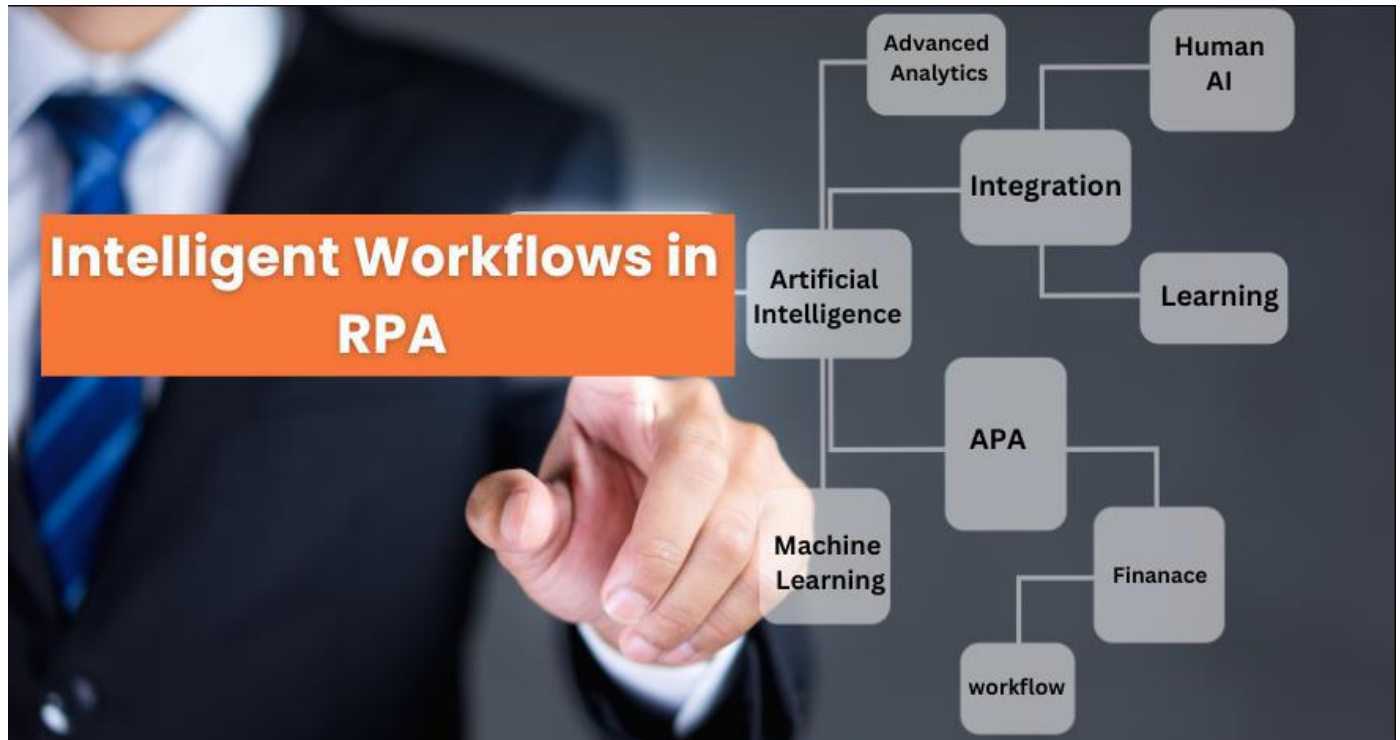 Intelligent Workflows in
RPA
Advanced
Analytics
Human
AI
Integration
Artificial
Intelligence
Learning
APA
Machine
Learning
Finanace
workflow